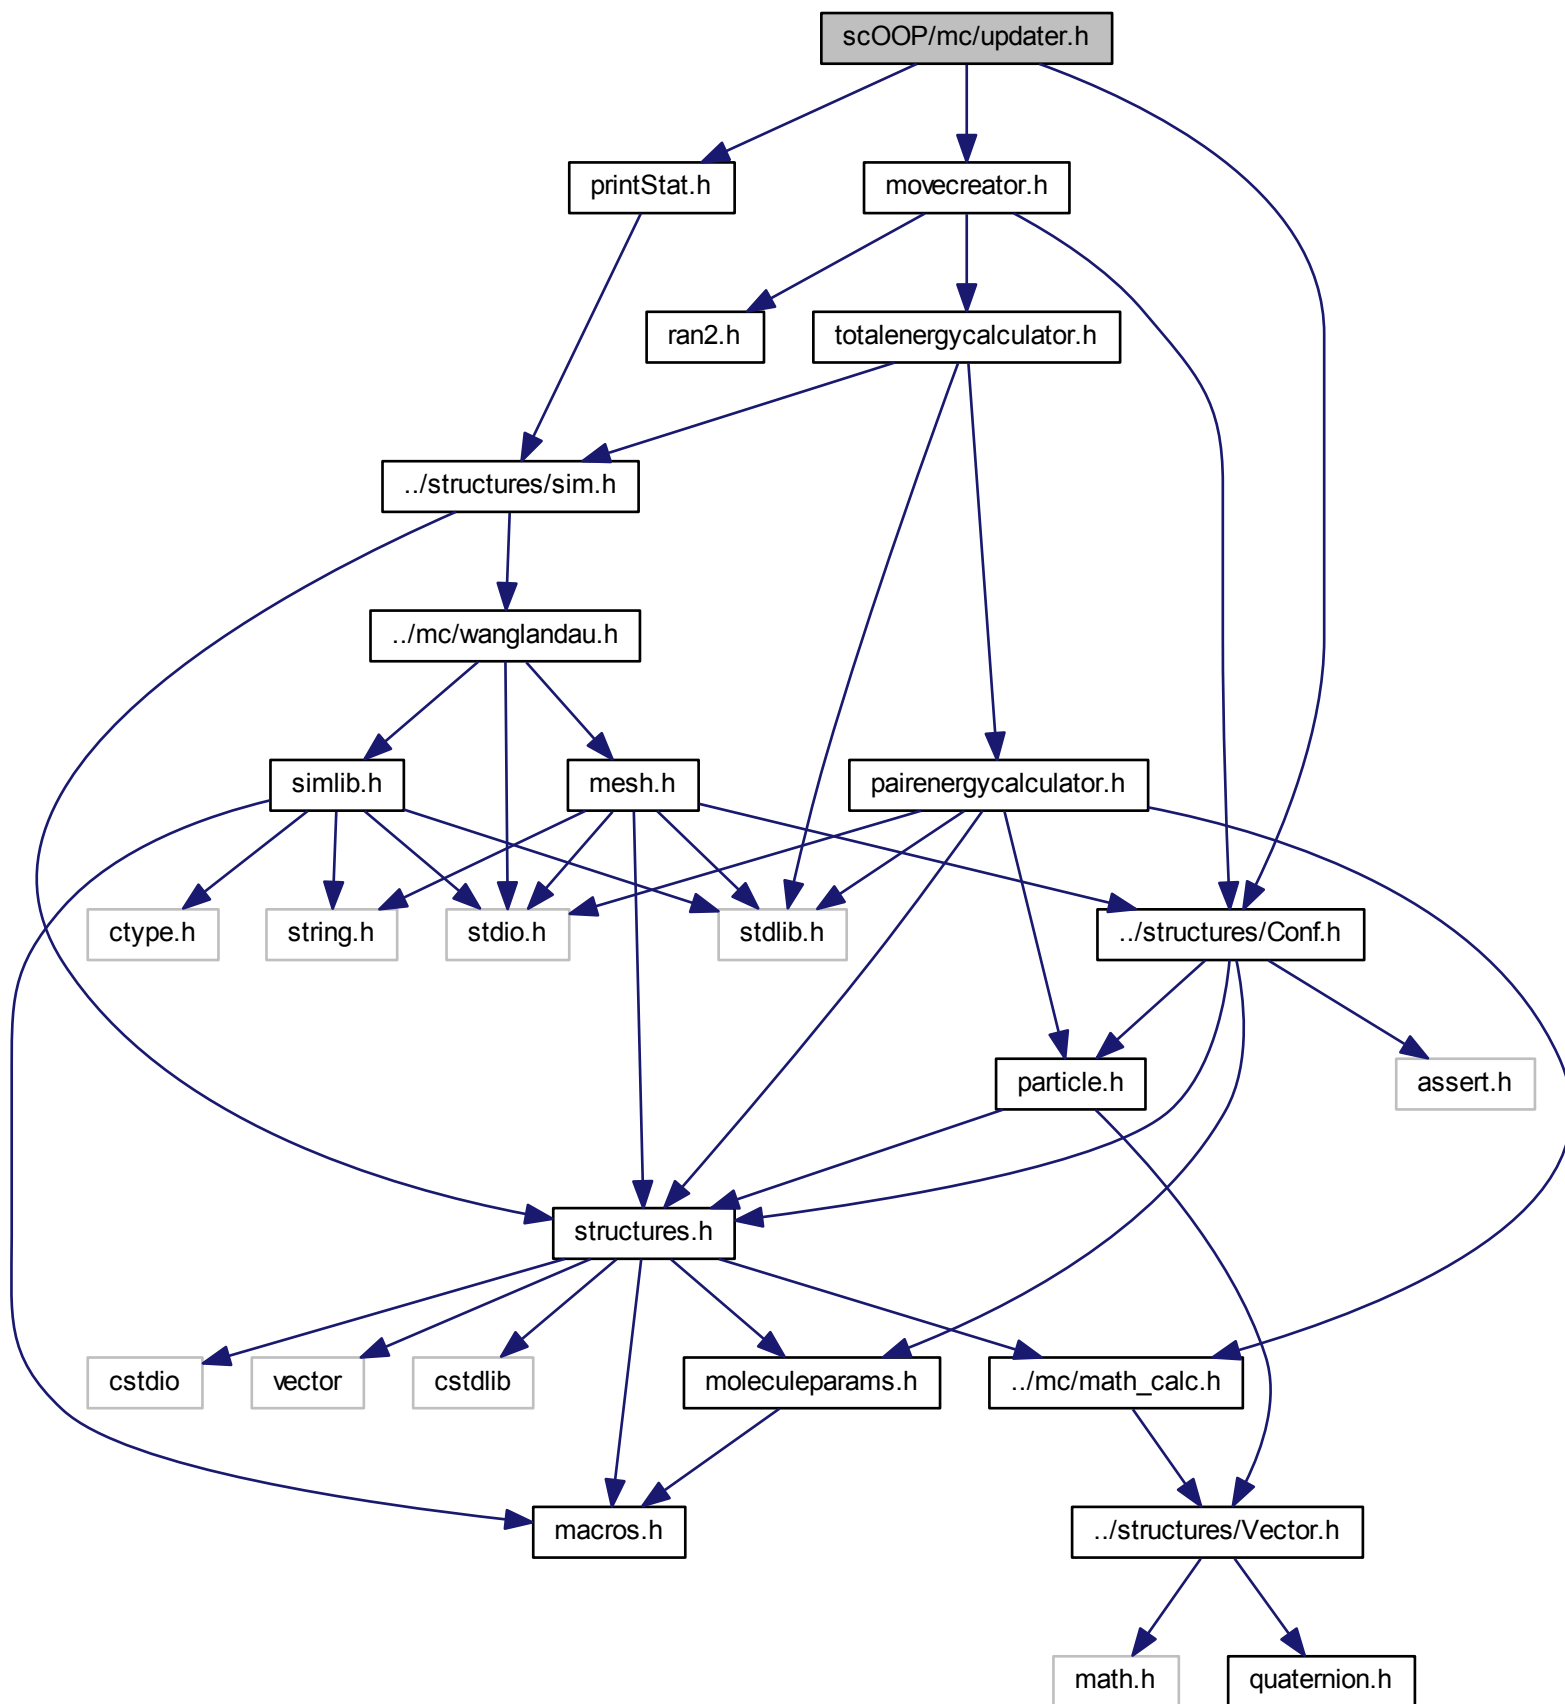 scOOP/mc/updater.h
printStat.h
movecreator.h
ran2.h
totalenergycalculator.h
../structures/sim.h
../mc/wanglandau.h
simlib.h
mesh.h
pairenergycalculator.h
ctype.h
string.h
stdio.h
stdlib.h
../structures/Conf.h
particle.h
assert.h
structures.h
cstdio
vector
cstdlib
moleculeparams.h
../mc/math_calc.h
macros.h
../structures/Vector.h
math.h
quaternion.h